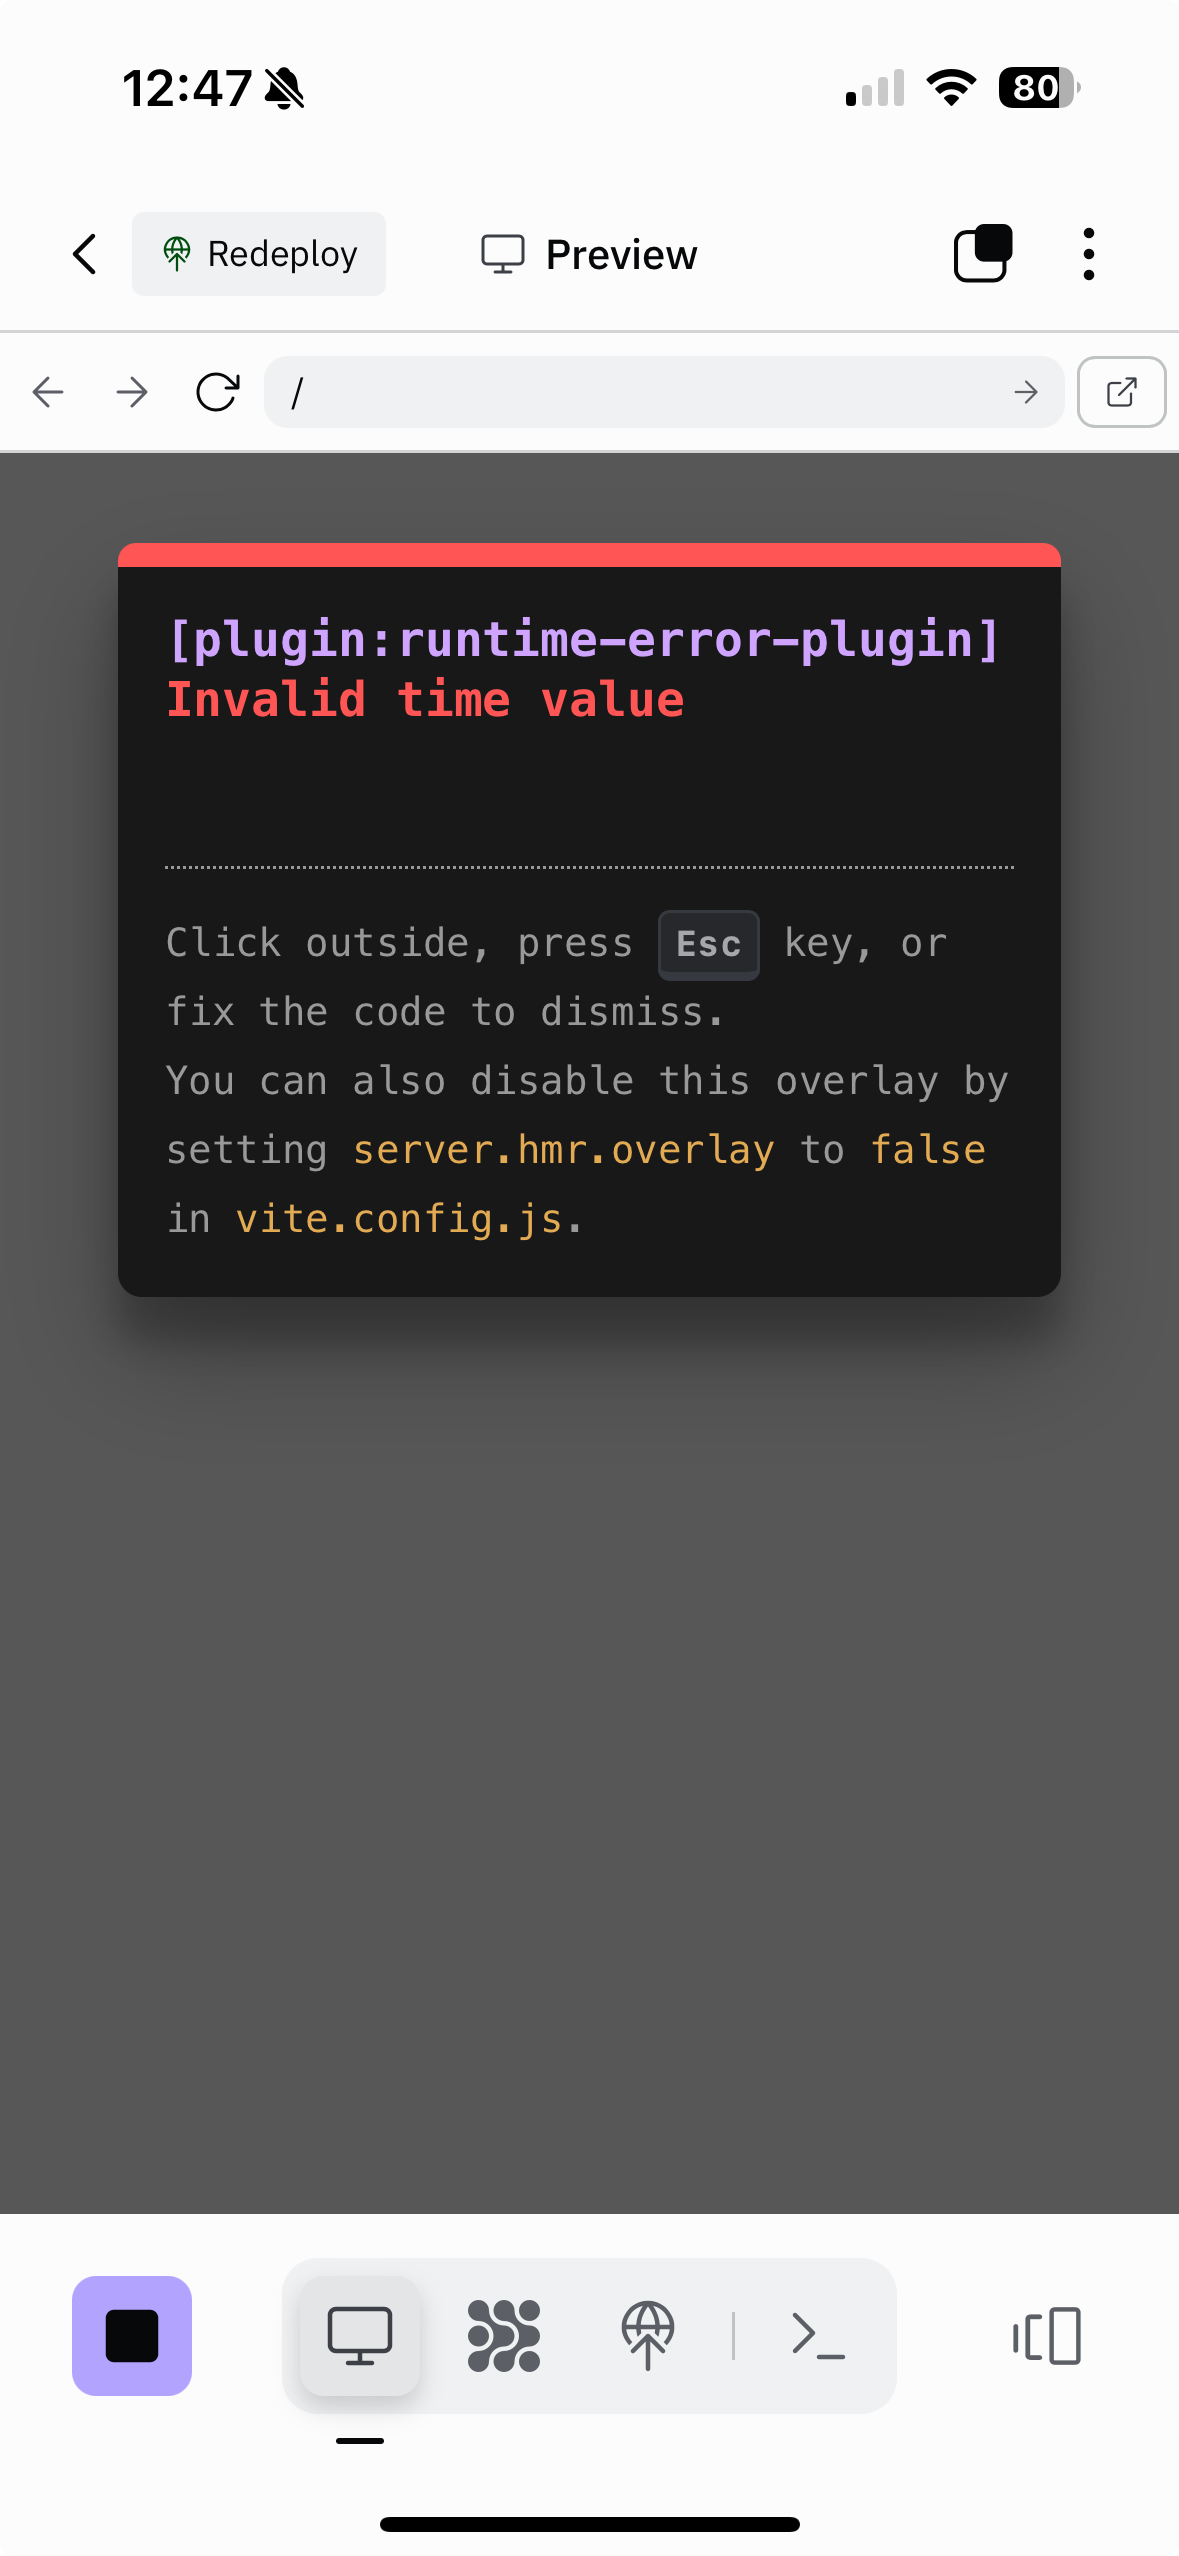 12:47
80
Redeploy
Preview
/
[plugin:runtime-error-plugin]
Invalid time value
Click outside, press Esc key, or
fix the code to dismiss.
You can also disable this overlay by
setting server.hmr.overlay to false
in vite.config.js.